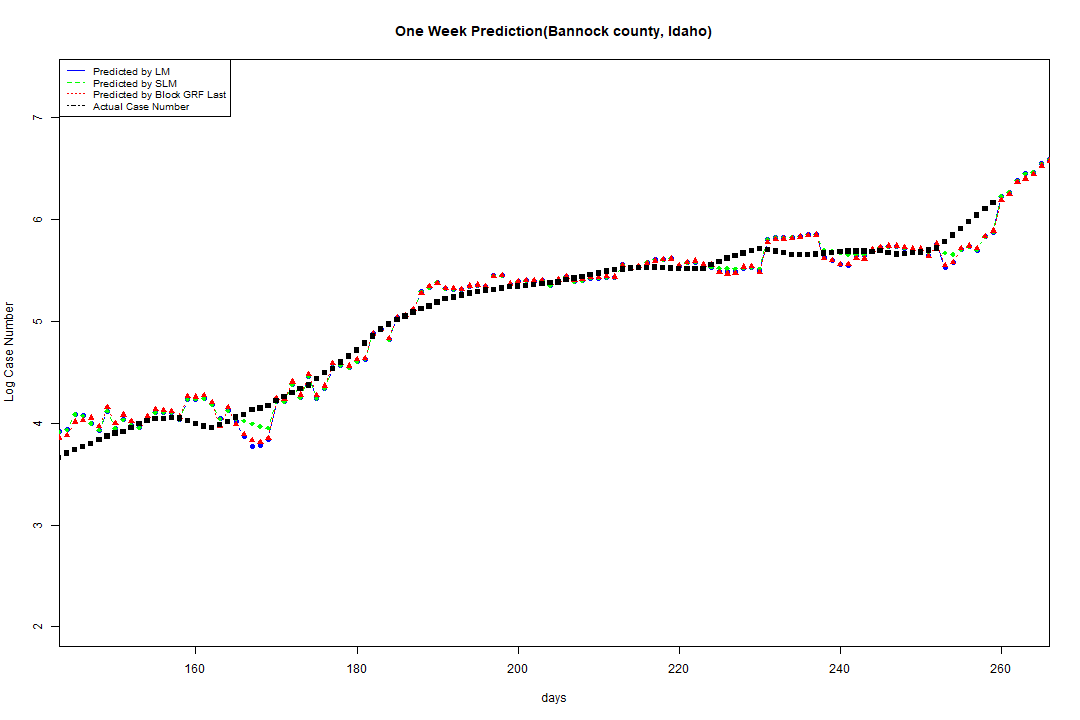 One Week Prediction(Bannock county, Idaho)
Predicted by LM
Predicted by SLM
Predicted by Block GRF Last
Actual Case Number
7
6
5
4
3
2
Log Case Number
160 180 200 220 240 260
days